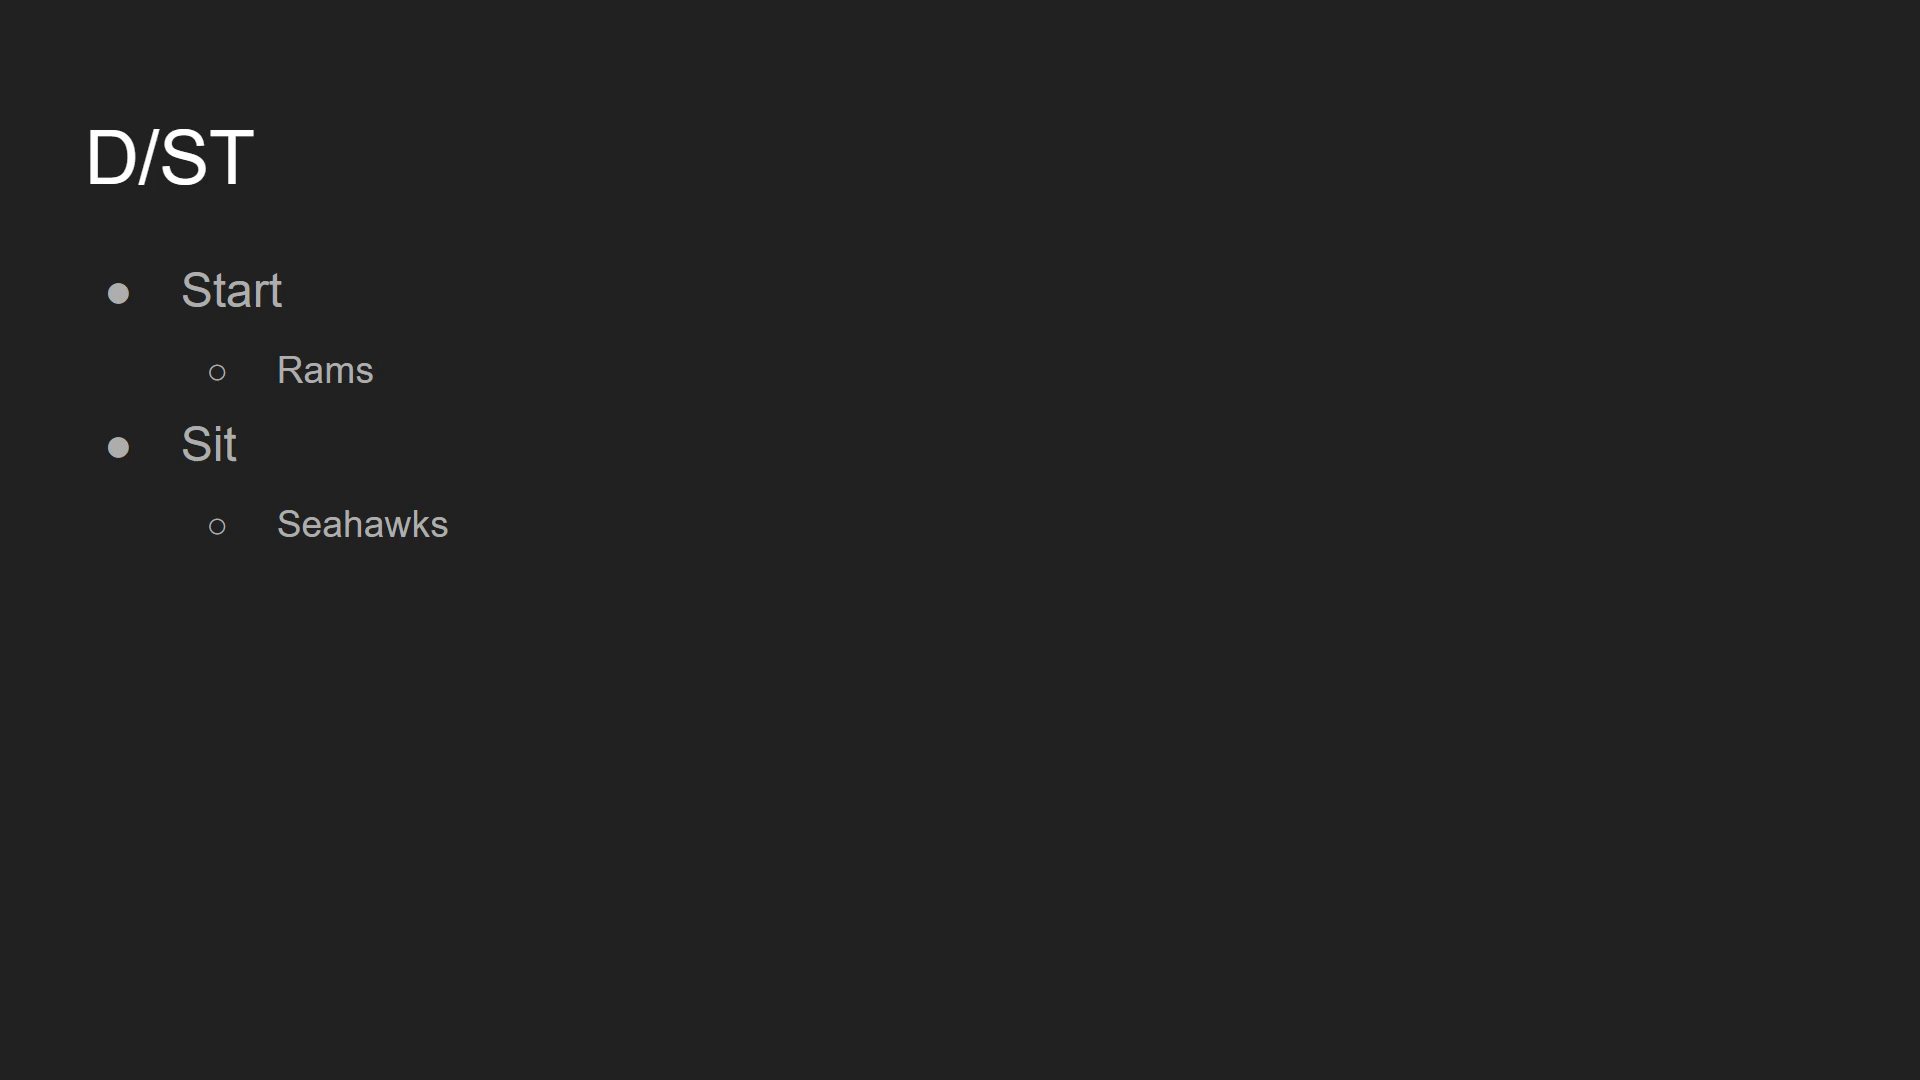 D/ST
● Start
○ Rams
● Sit
○ Seahawks